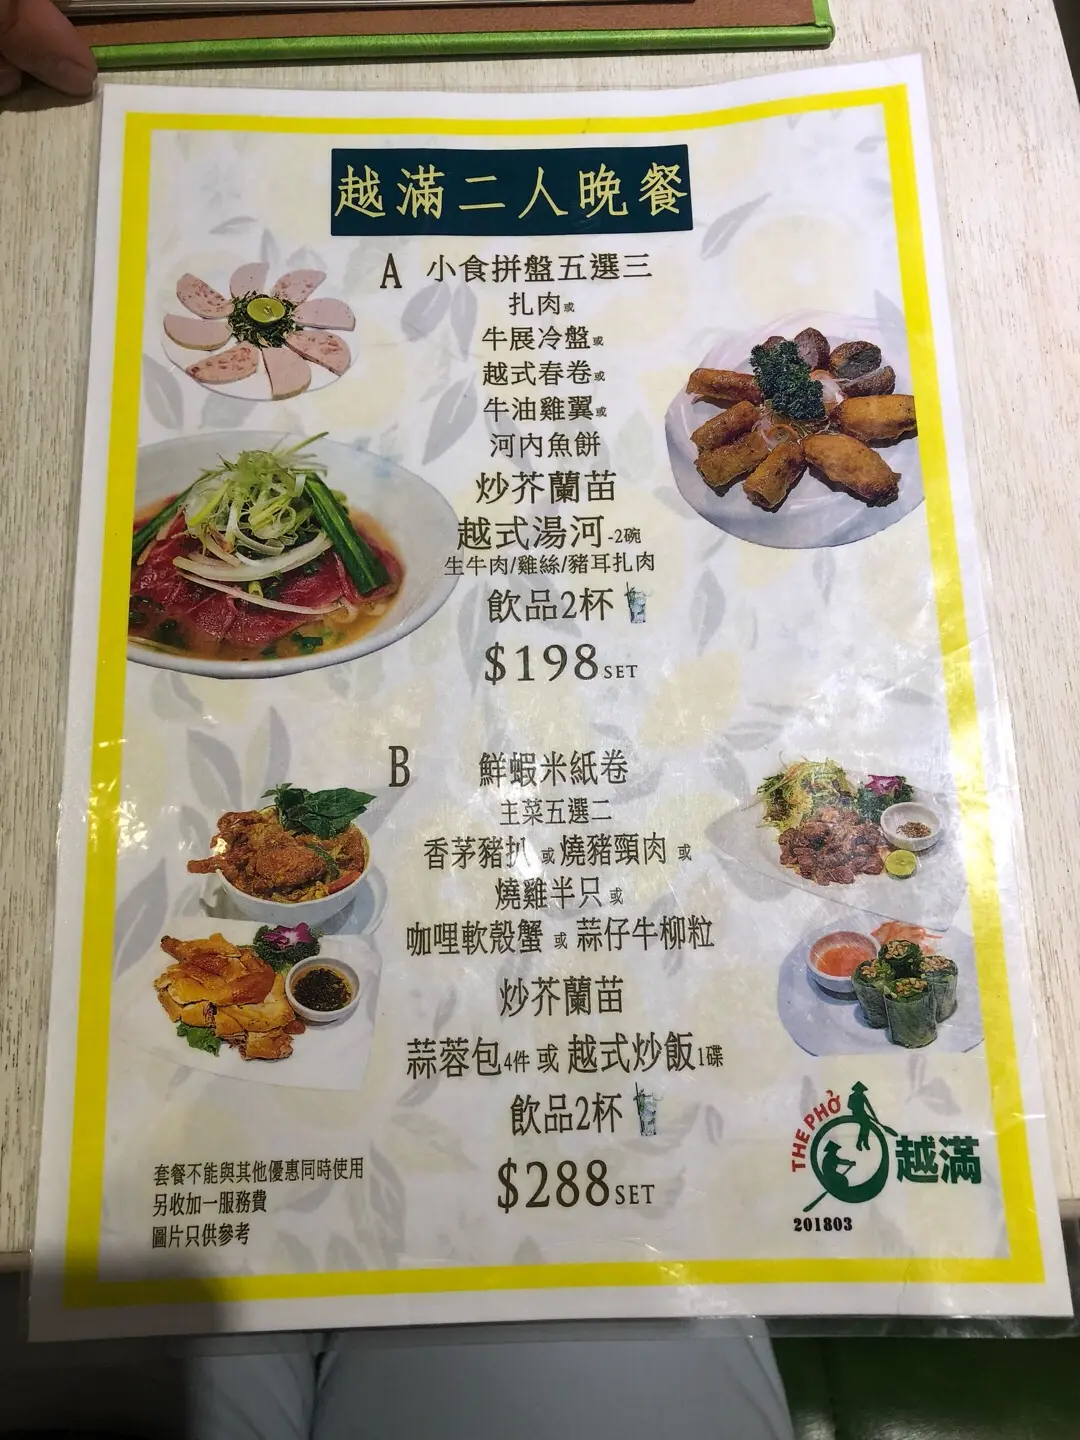 越滿二人晚餐
A 小食拼盤五選三
扎肉或
牛展冷盤或
越式春卷或
牛油雞翼或
河內魚餅
炒芥蘭苗
越式湯河-2碗
生牛肉/雞絲/豬耳扎肉
飲品2杯
$198SET
B 鮮蝦米紙卷
主菜五選二
香茅豬扒 或 燒豬頸肉 或
燒雞半只 或
咖哩軟殼蟹 或 蒜仔牛柳粒
炒芥蘭苗
蒜蓉包4件 或 越式炒飯1碟
飲品2杯
$288SET
套餐不能與其他優惠同時使用
另收加一服務費
圖片只供參考
THE PHỞ
越滿
201803